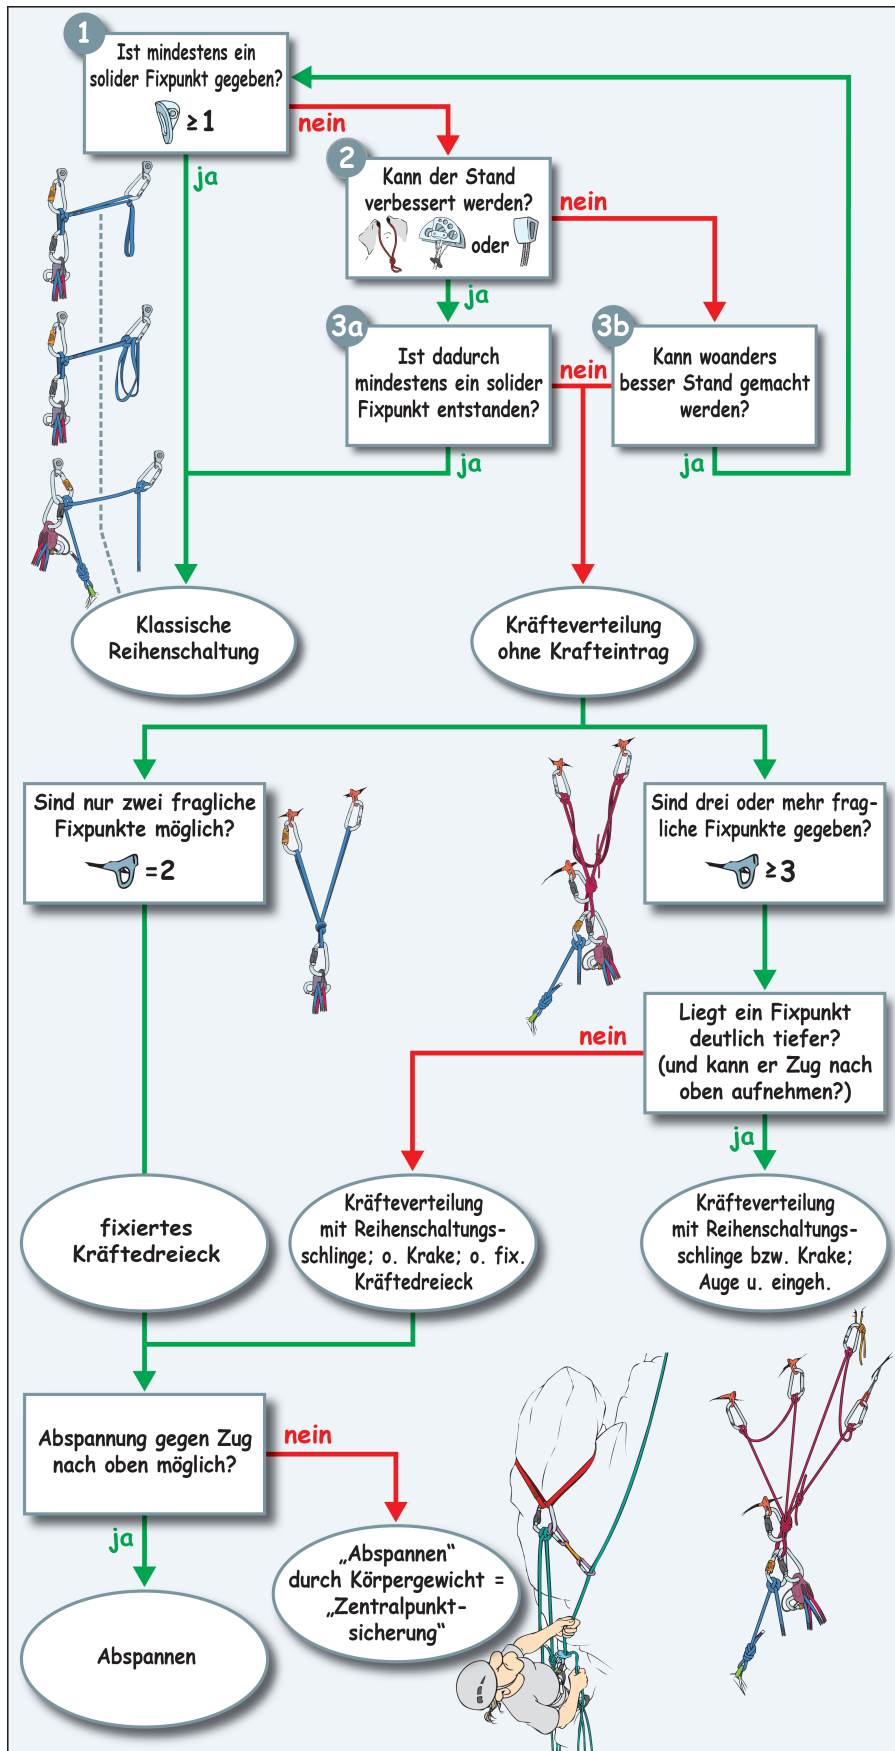 1
Ist mindestens ein
solider Fixpunkt gegeben?
≥1
nein
ja
2
Kann der Stand
verbessert werden?
oder
nein
ja
3a
Ist dadurch
mindestens ein solider
Fixpunkt entstanden?
nein
ja
3b
Kann woanders
besser Stand gemacht
werden?
ja
Klassische
Reihenschaltung
Kräfteverteilung
ohne Krafteintrag
Sind nur zwei fragliche
Fixpunkte möglich?
=2
Sind drei oder mehr frag-
liche Fixpunkte gegeben?
≥3
Liegt ein Fixpunkt
deutlich tiefer?
(und kann er Zug nach
oben aufnehmen?)
nein
ja
fixiertes
Kräftedreieck
Kräfteverteilung
mit Reihenschaltungs-
schlinge; o. Krake; o. fix.
Kräftedreieck
Kräfteverteilung
mit Reihenschaltungs-
schlinge bzw. Krake;
Auge u. eingeh.
Abspannung gegen Zug
nach oben möglich?
nein
ja
„Abspannen“
durch Körpergewicht =
„Zentralpunkt-
sicherung“
Abspannen